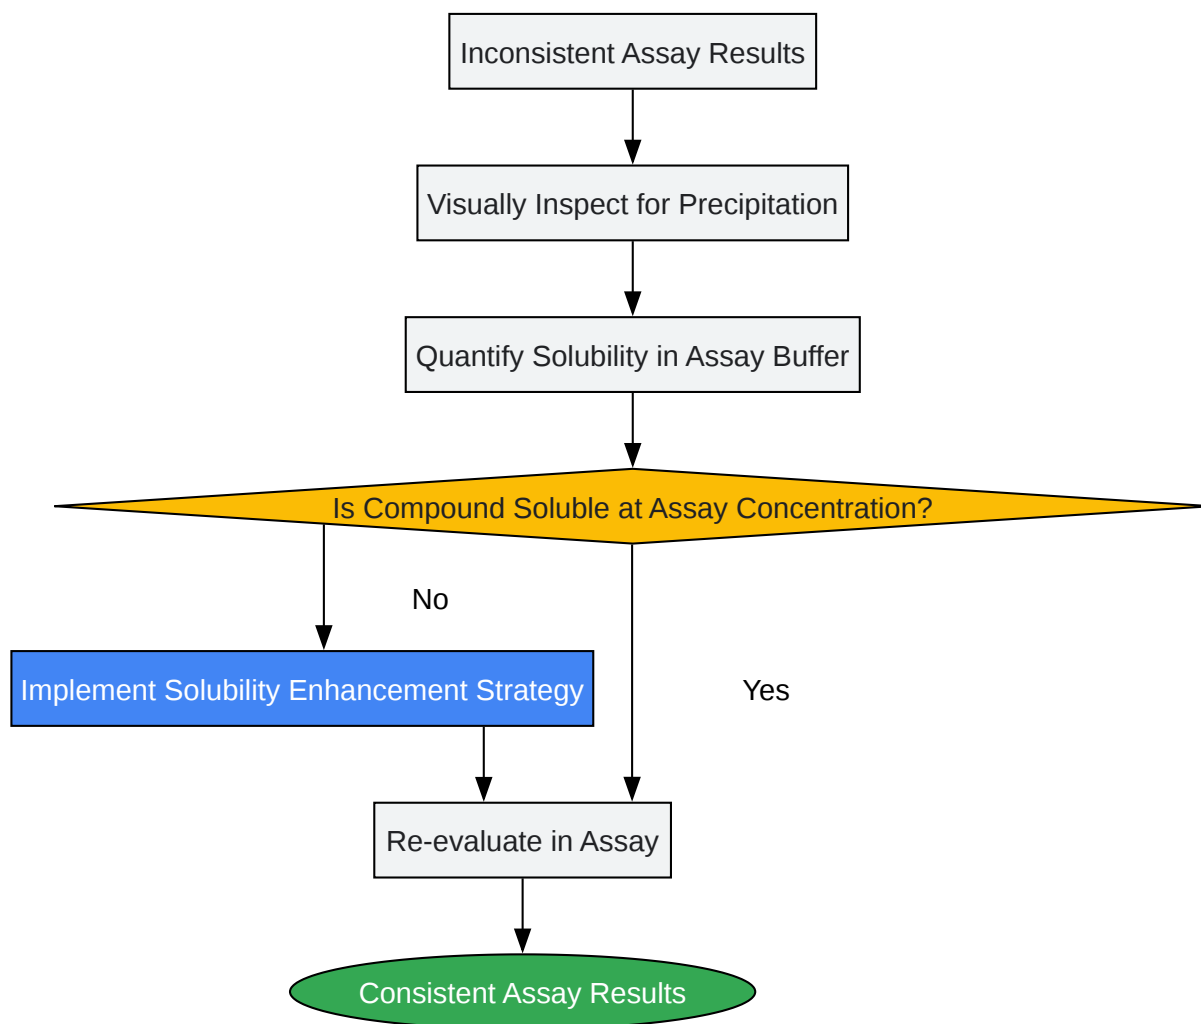 Inconsistent Assay Results
Visually Inspect for Precipitation
Quantify Solubility in Assay Buffer
Is Compound Soluble at Assay Concentration?
No
Implement Solubility Enhancement Strategy
Yes
Re-evaluate in Assay
Consistent Assay Results